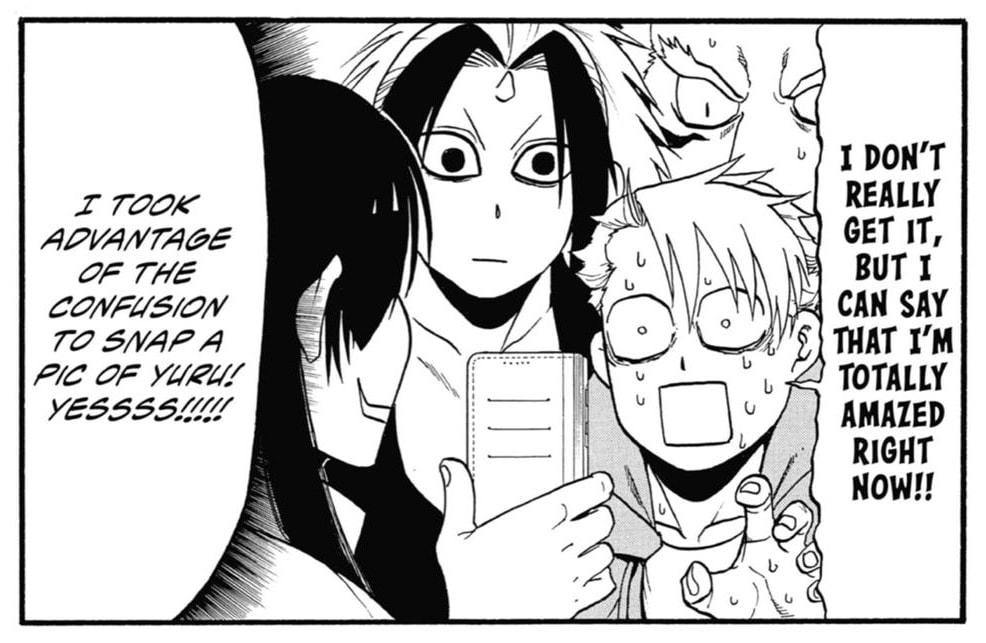 I DON'T
REALLY
GET IT,
BUT I
CAN SAY
THAT I'M
TOTALLY
AMAZED
RIGHT
NOW!!
I TOOK
ADVANTAGE
OF THE
CONFUSION
TO SNAP A
PIC OF YURU!
YESSSS!!!!!